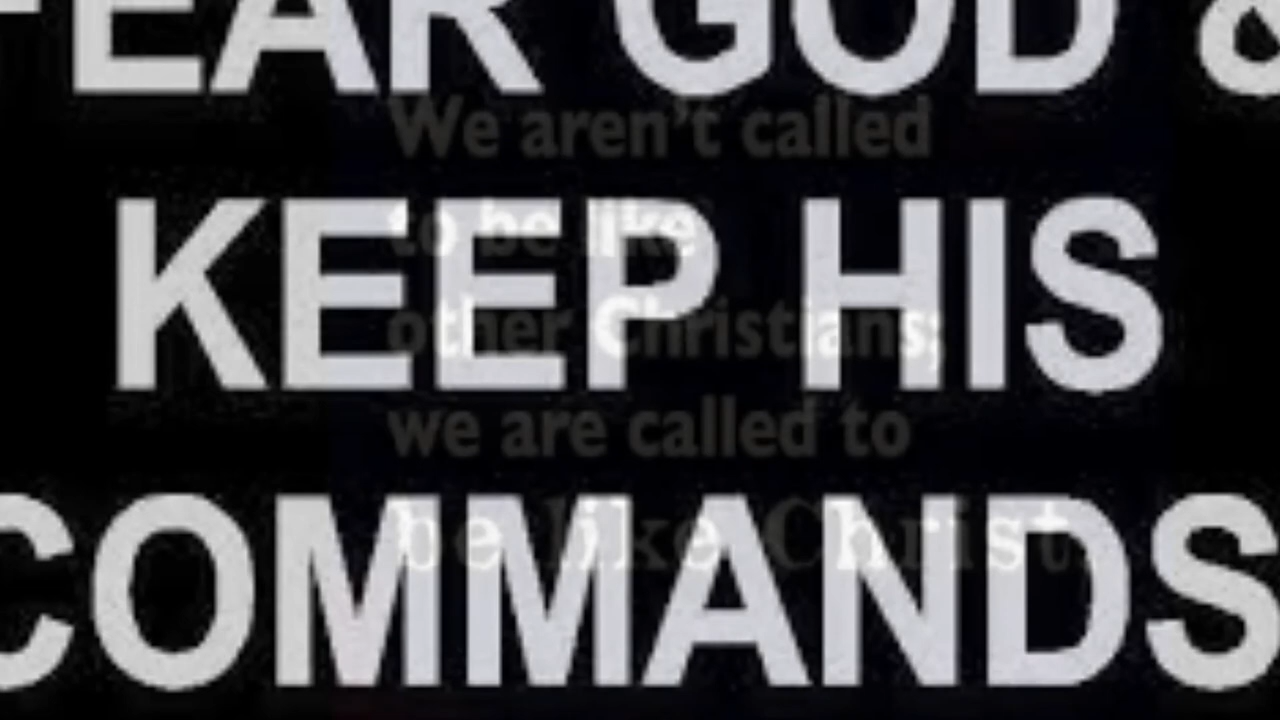 FEAR GOD &
We aren't called
KEEP HIS
to be like
other Christians;
we are called to
COMMANDS
be like Christ.